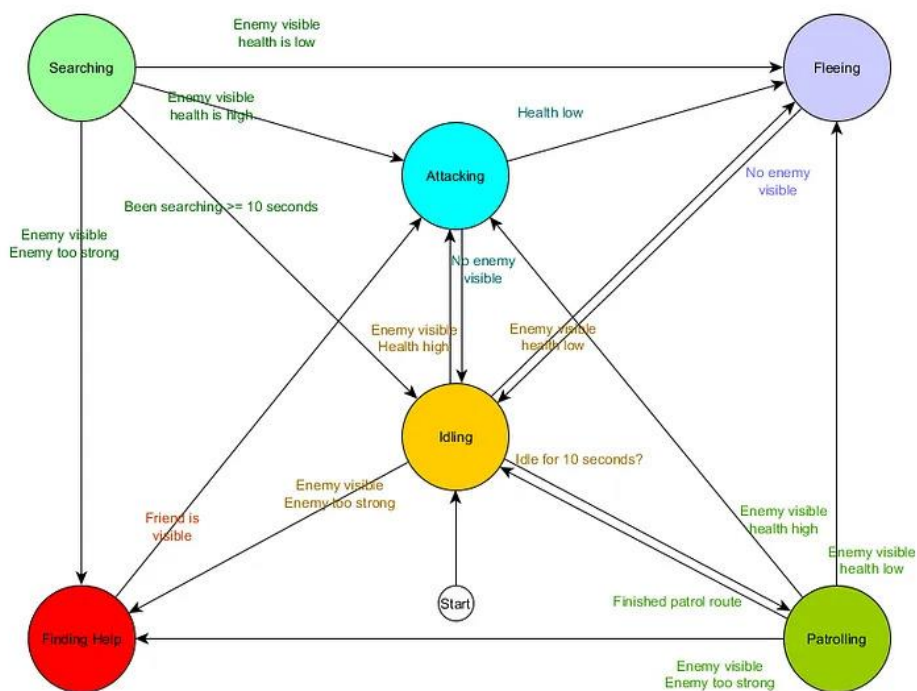 Enemy visible
health is low
Searching
Fleeing
Enemy visible
health is high
Health low
Attacking
No enemy
visible
Been searching >= 10 seconds
Enemy visible
Enemy too strong
No enemy
visible
Enemy visible
Health high
Enemy visible
health low
Idling
Idle for 10 seconds?
Enemy visible
Enemy too strong
Friend is
visible
Enemy visible
health high
Enemy visible
health low
Start
Finished patrol route
Finding Help
Patrolling
Enemy visible
Enemy too strong